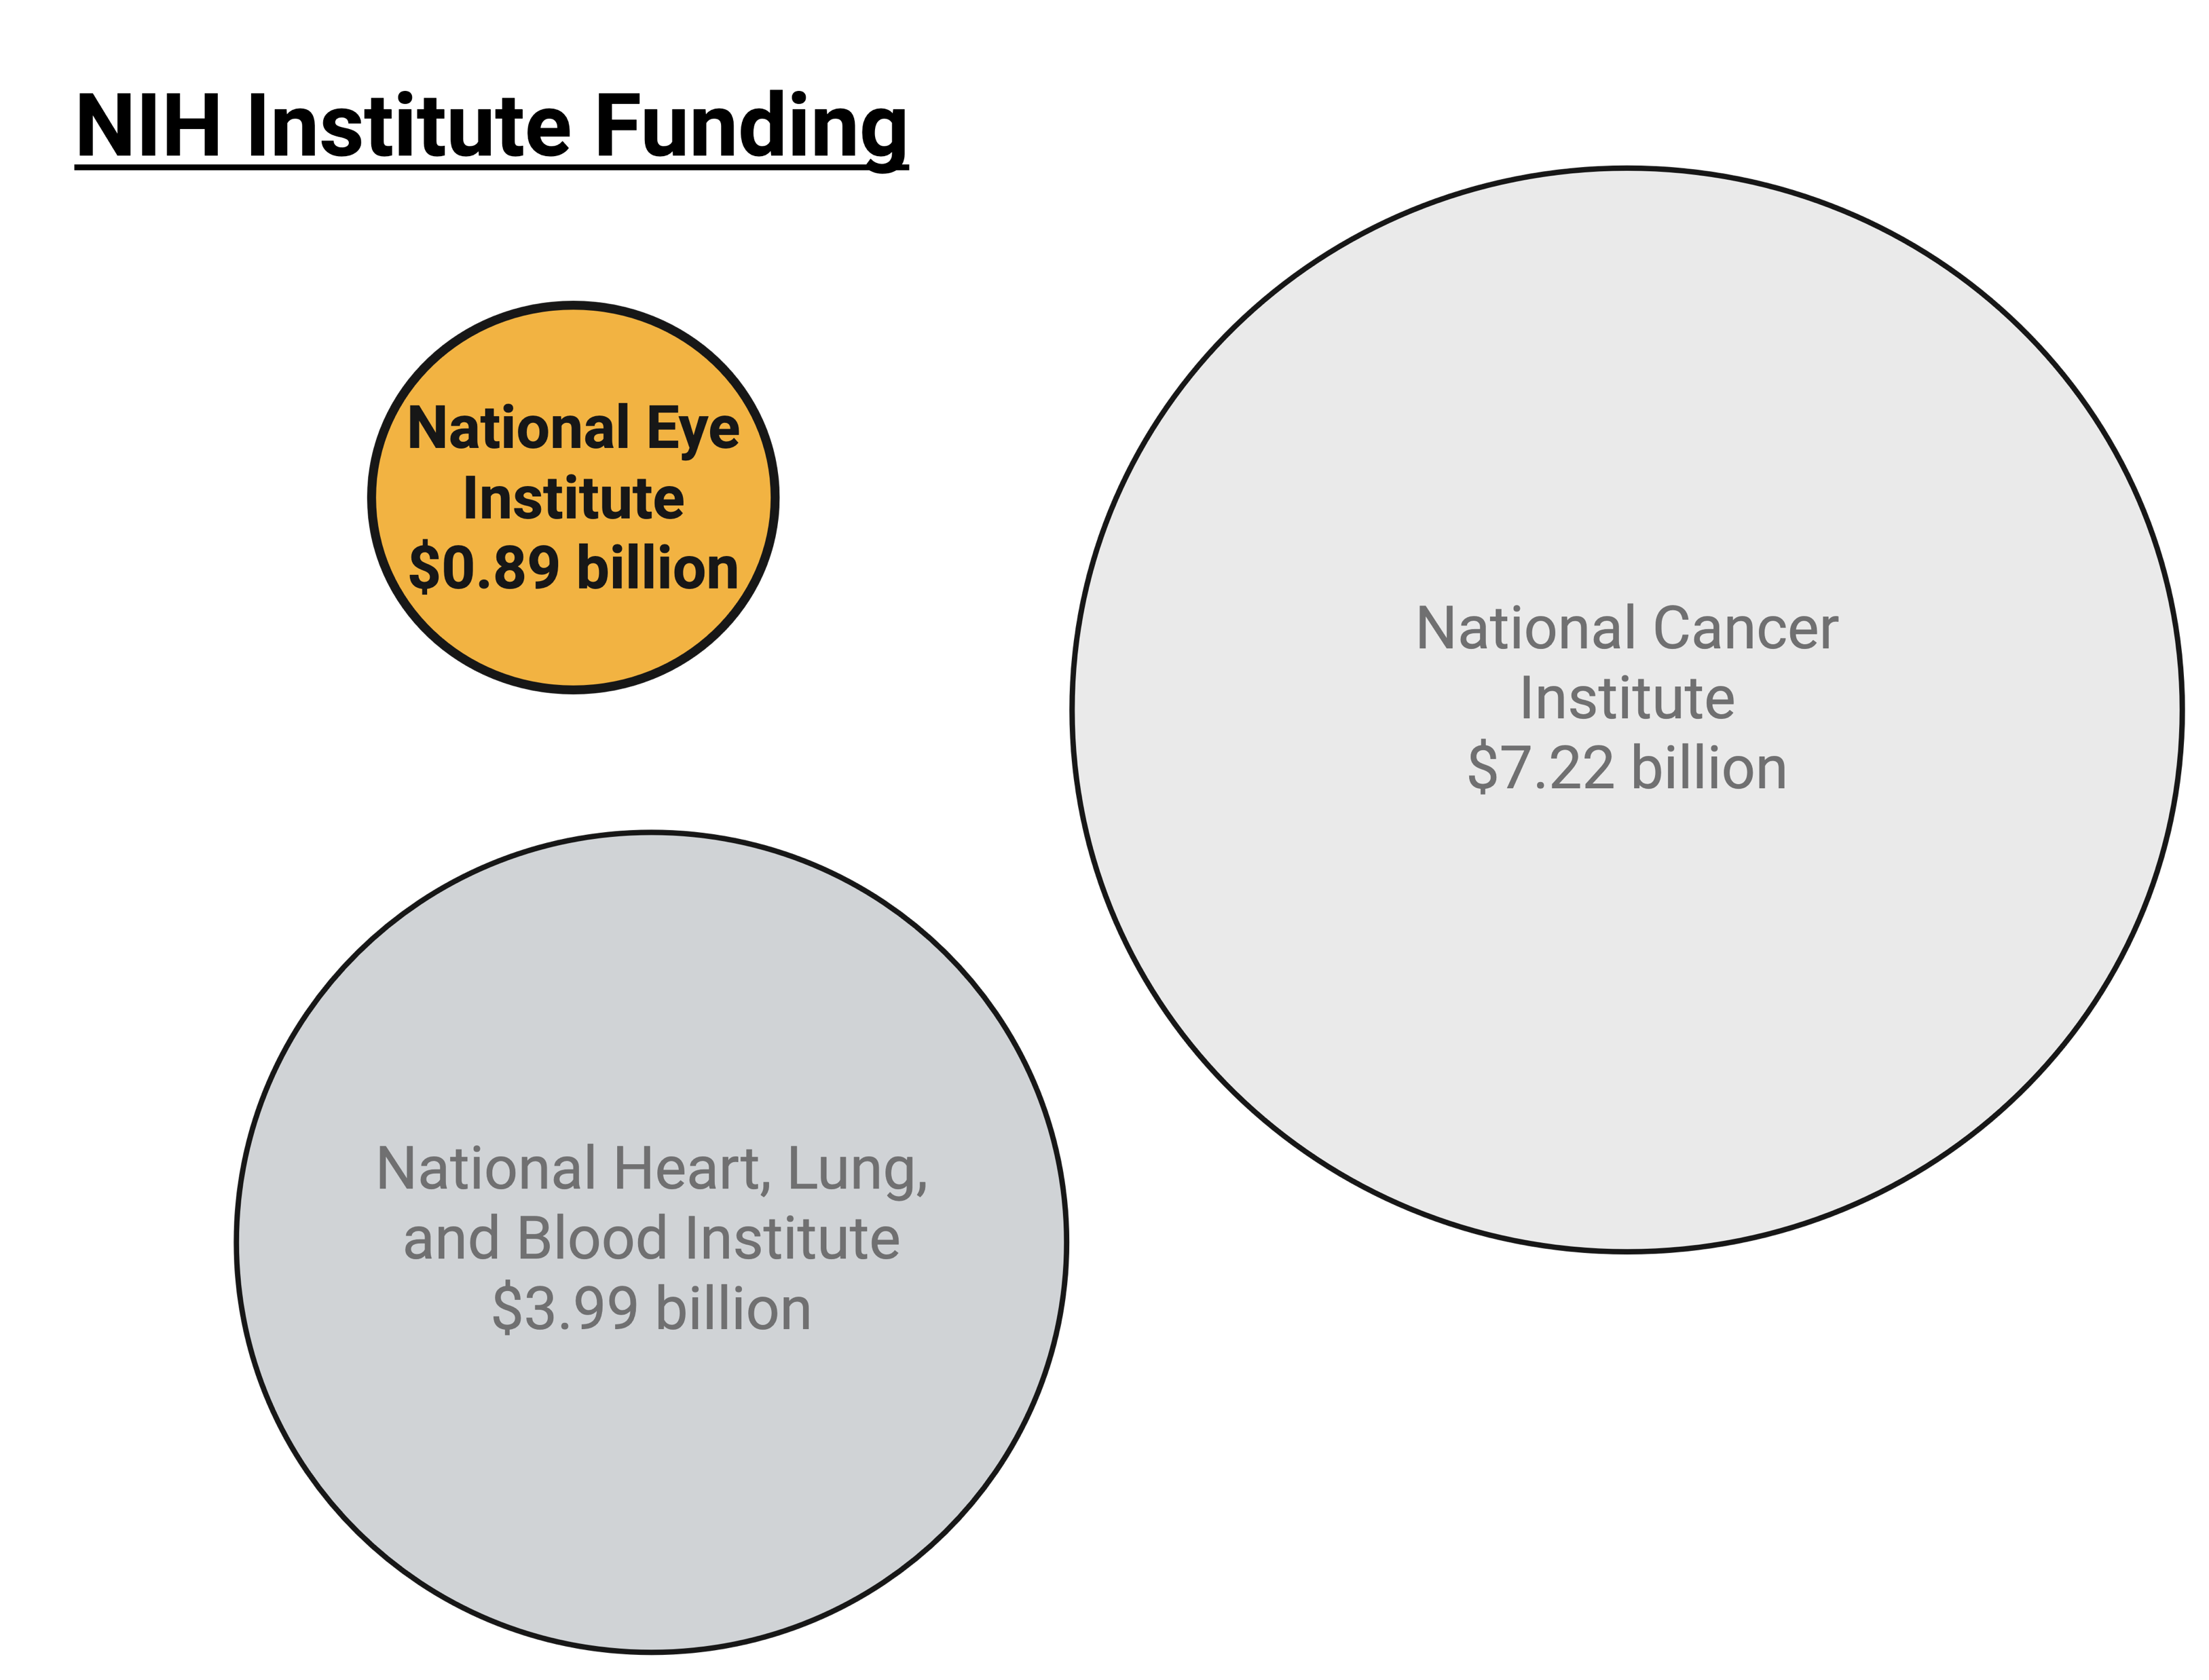 NIH Institute Funding
National Eye
Institute
$0.89 billion
National Cancer
Institute
$7.22 billion
National Heart, Lung,
and Blood Institute
$3.99 billion